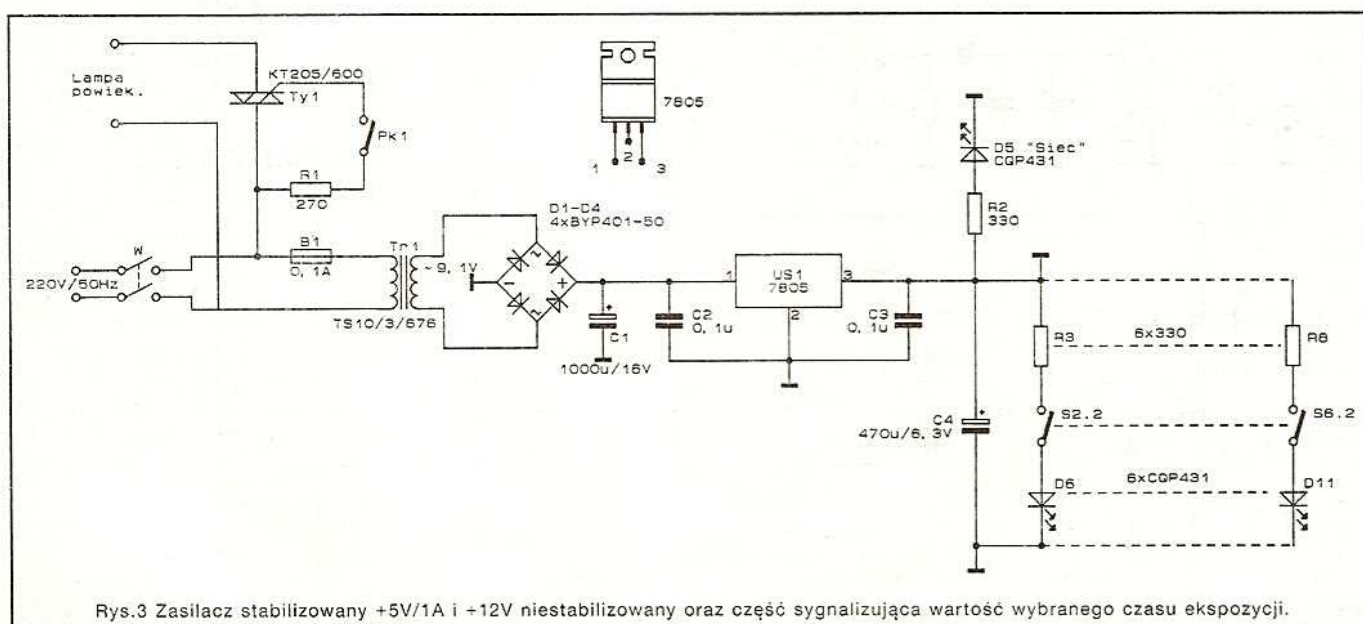 Lampa
powiek.
KT205/600
Ty1
Pk1
R1
270
7805
1 2 3
D5 "Siec"
CQP431
R2
330
D1-D4
4xBYP401-50
W
B1
0,1A
Tr1
~9,1V
220V/50Hz
TS10/3/676
~
-
+
~
+
C1
1000u/16V
C2
0,1u
1
US1
7805
3
2
C3
0,1u
R3
6x330
R8
+
C4
470u/6,3V
S2.2
S6.2
D6
6xCQP431
D11
Rys.3 Zasilacz stabilizowany +5V/1A i +12V niestabilizowany oraz część sygnalizująca wartość wybranego czasu ekspozycji.